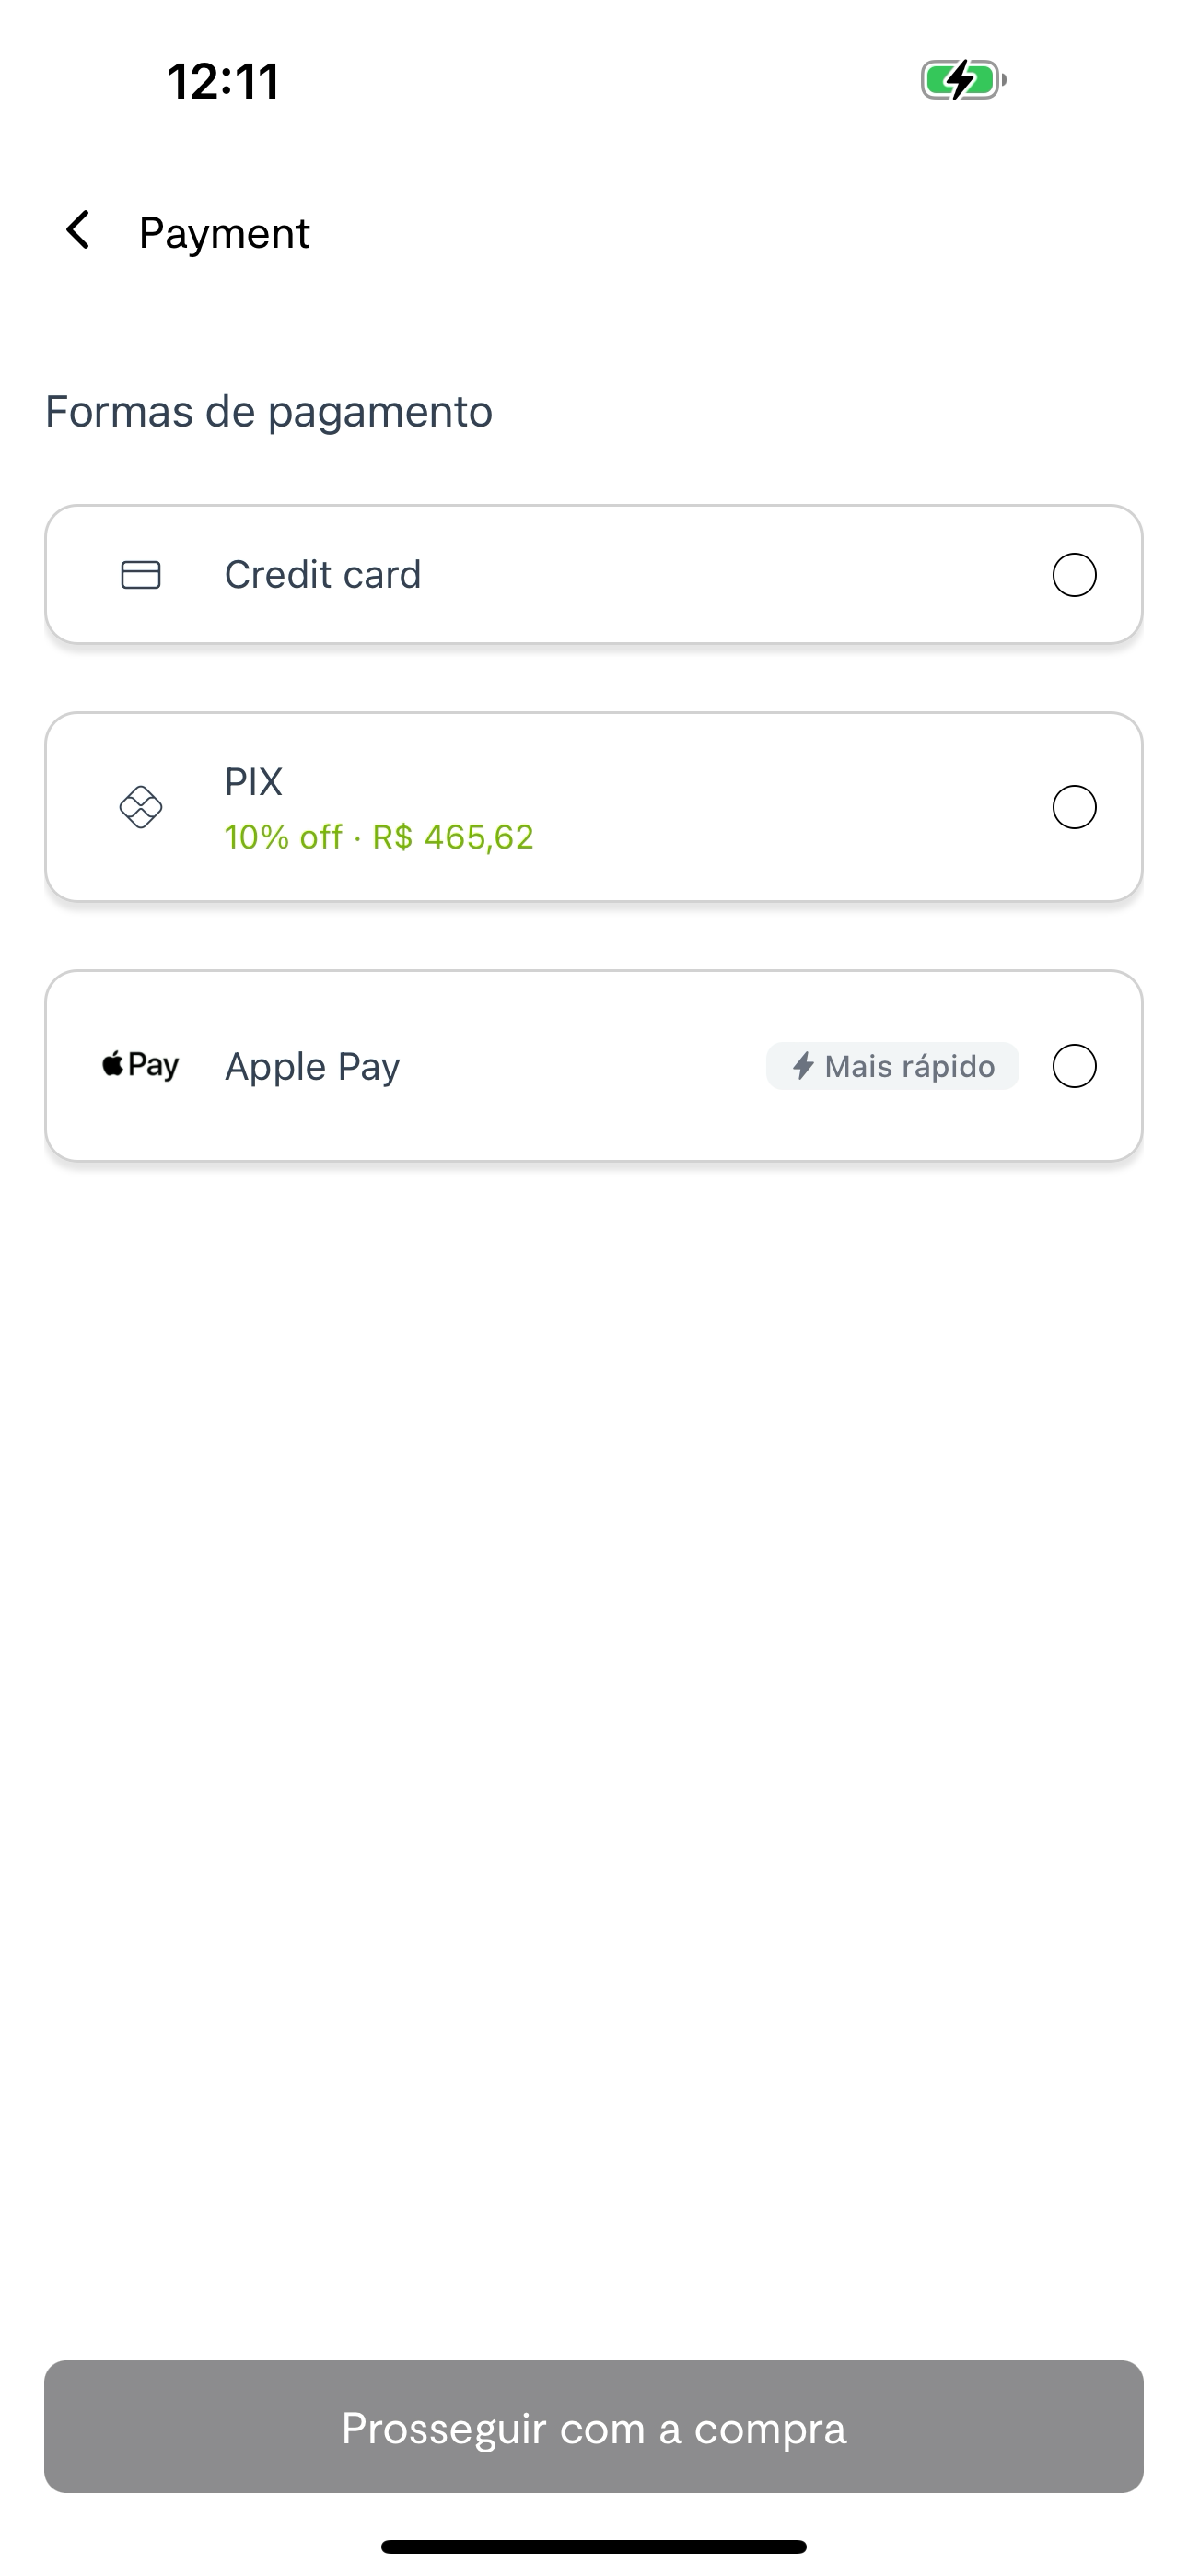 12:11
Payment
Formas de pagamento
Credit card
PIX
10% off · R$ 465,62
Pay Apple Pay Mais rápido
Prosseguir com a compra